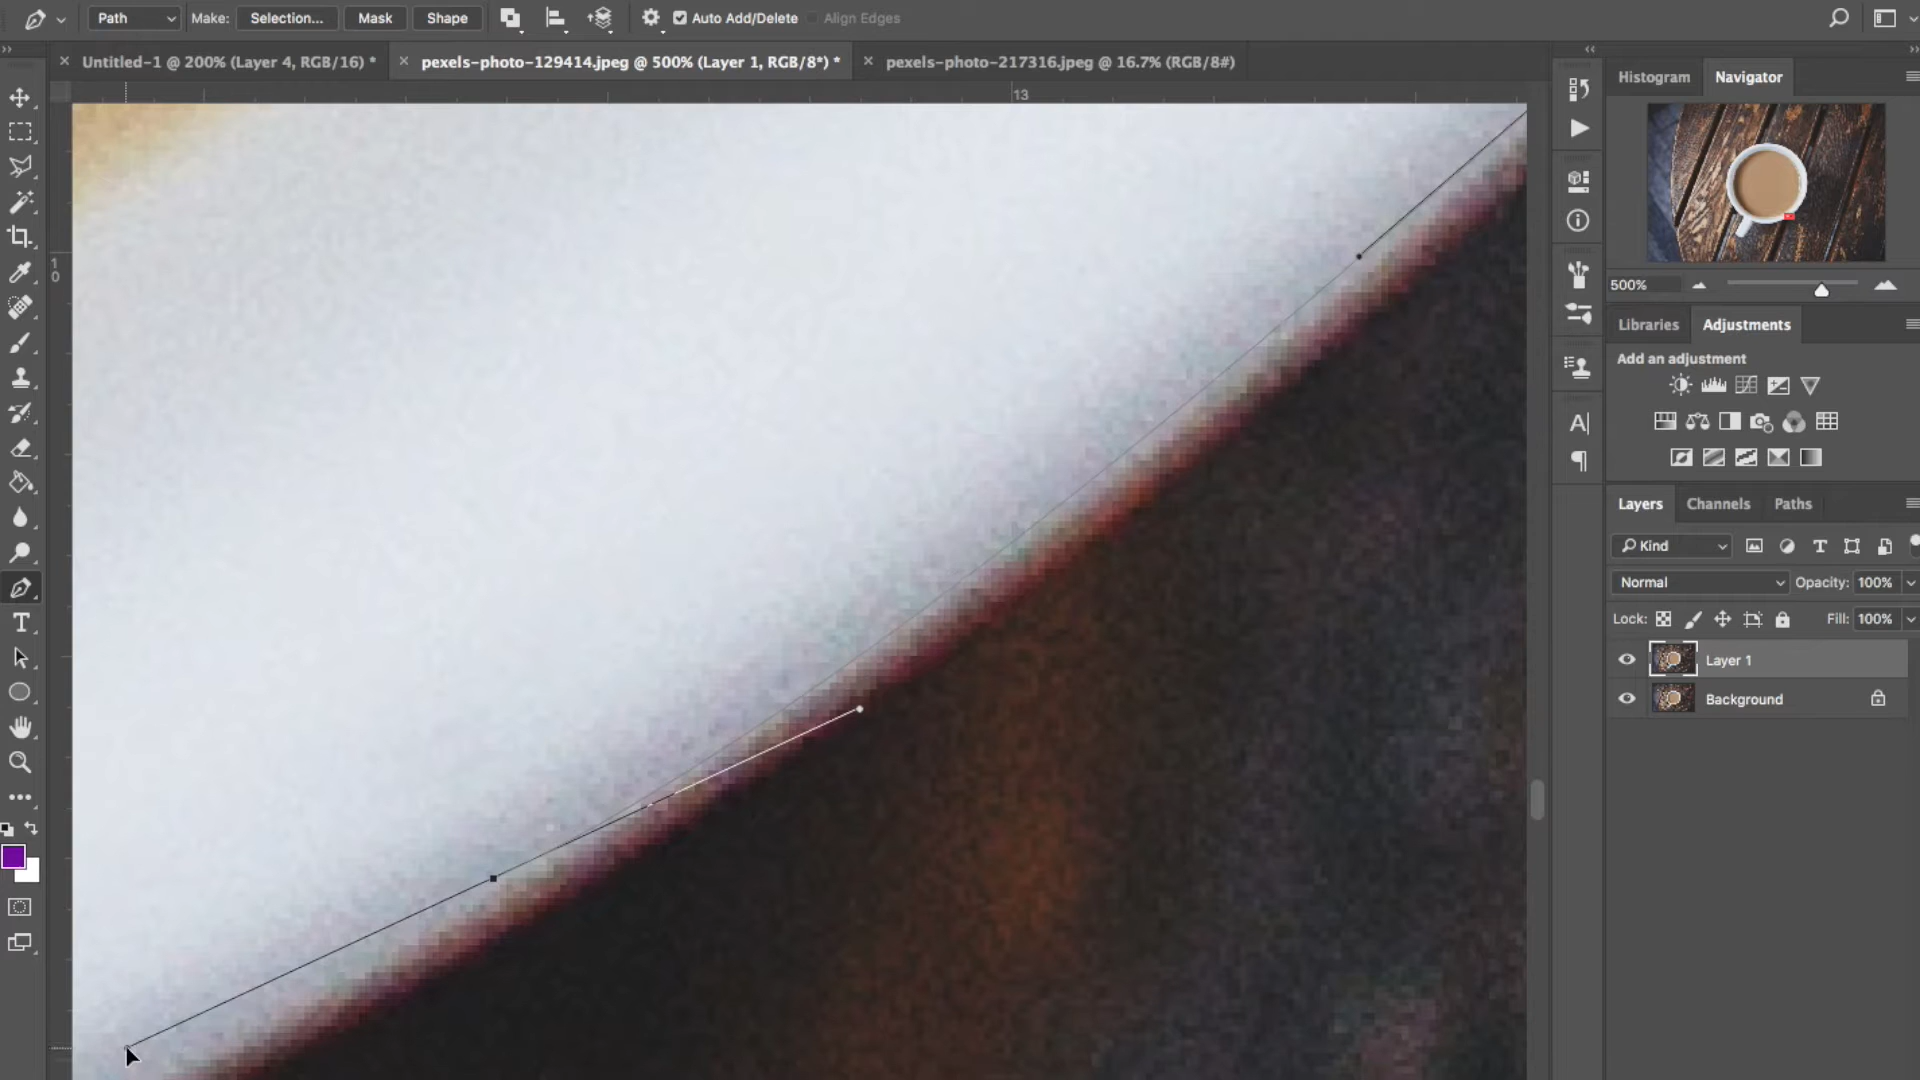 Path Make: Selection... Mask Shape Auto Add/Delete Align Edges
Untitled-1 @ 200% (Layer 4, RGB/16) * pexels-photo-129414.jpeg @ 500% (Layer 1, RGB/8*) * pexels-photo-217316.jpeg @ 16.7% (RGB/8#)
13
10
Histogram Navigator
500%
Libraries Adjustments
Add an adjustment
Layers Channels Paths
Kind
Normal Opacity: 100%
Lock: Fill: 100%
Layer 1
Background